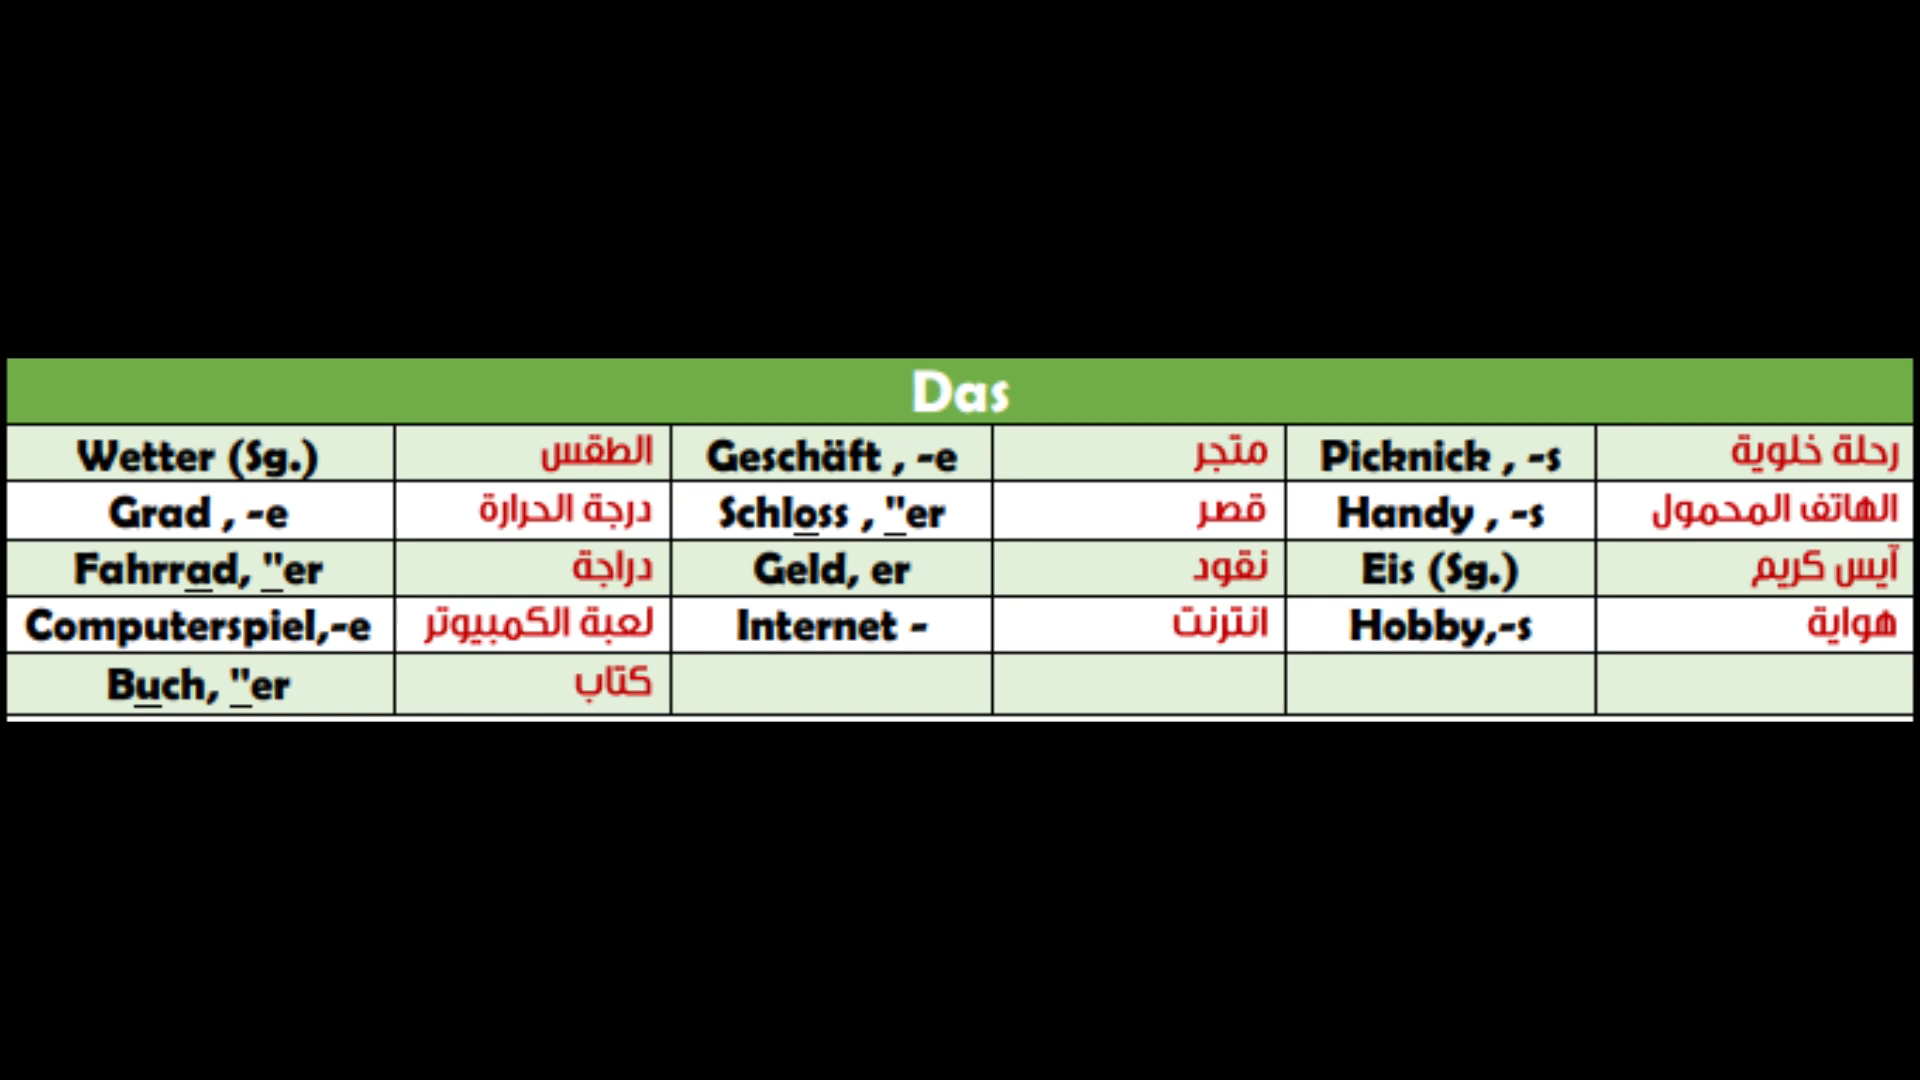 Das
Wetter (Sg.) الطقس Geschäft , -e متجر Picknick , -s رحلة خلوية
Grad , -e درجة الحرارة Schloss , "er قصر Handy , -s الهاتف المحمول
Fahrrad, "er دراجة Geld, er نقود Eis (Sg.) آيس كريم
Computerspiel,-e لعبة الكمبيوتر Internet - انترنت Hobby,-s هواية
Buch, "er كتاب